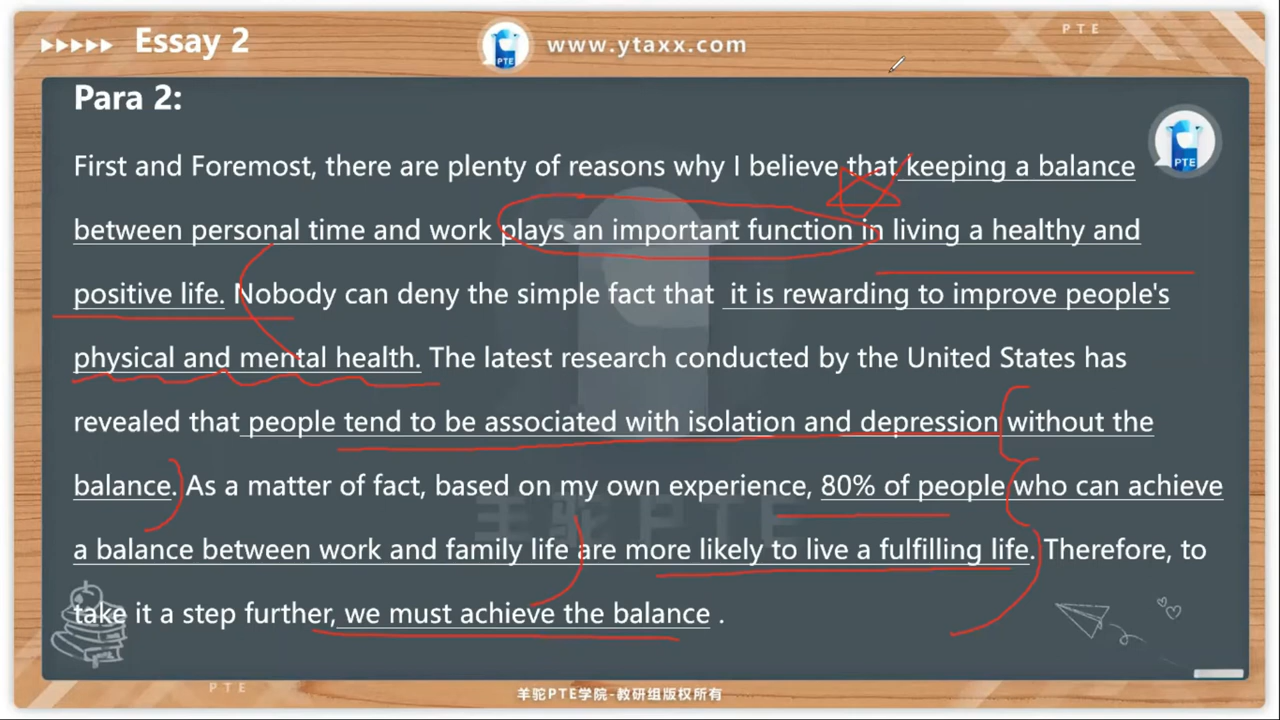 Essay 2
www.ytaxx.com
PTE
PTE
Para 2:
PTE
First and Foremost, there are plenty of reasons why I believe that keeping a balance
between personal time and work plays an important function in living a healthy and
positive life. Nobody can deny the simple fact that it is rewarding to improve people's
physical and mental health. The latest research conducted by the United States has
revealed that people tend to be associated with isolation and depression without the
balance. As a matter of fact, based on my own experience, 80% of people who can achieve
羊驼 PTE
a balance between work and family life are more likely to live a fulfilling life. Therefore, to
take it a step further, we must achieve the balance .
PTE
羊驼PTE学院-教研组版权所有